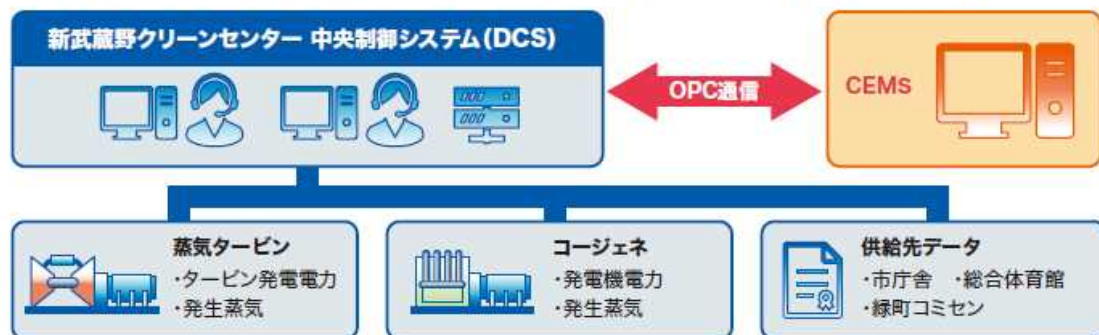 新武蔵野クリーンセンター 中央制御システム(DCS)
000
000
OPC通信
CEMs
蒸気タービン
・タービン発電電力
・発生蒸気
コージェネ
・発電機電力
・発生蒸気
供給先データ
・市庁舎 ・総合体育館
・緑町コミセン